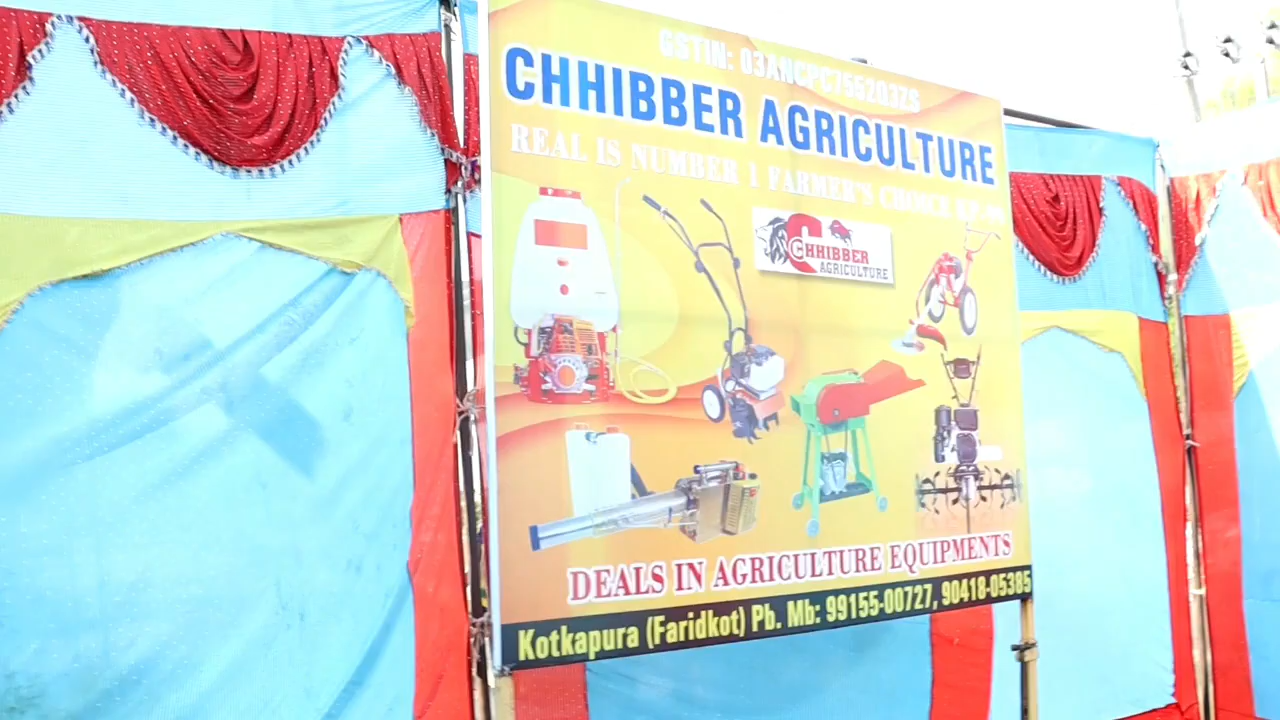 GSTIN: 03ANCPC7552Q3ZS
CHHIBBER AGRICULTURE
REAL IS NUMBER 1 FARMER'S CHOICE
CHHIBBER
AGRICULTURE
DEALS IN AGRICULTURE EQUIPMENTS
Kotkapura (Faridkot) Pb. Mb: 99155-00727, 90418-05385